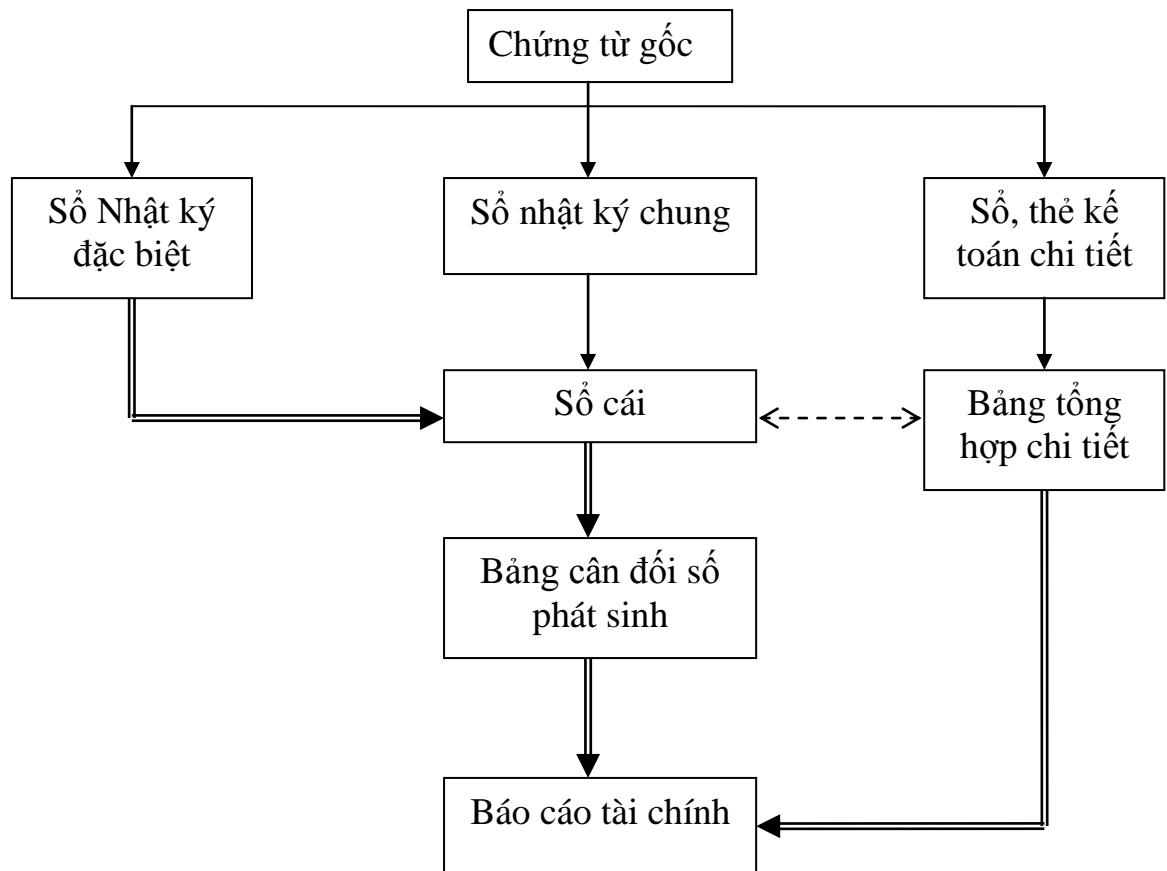 Chứng từ gốc
Sổ Nhật ký
đặc biệt
Sổ nhật ký chung
Sổ, thẻ kế
toán chi tiết
Sổ cái
Bảng tổng
hợp chi tiết
Bảng cân đối số
phát sinh
Báo cáo tài chính